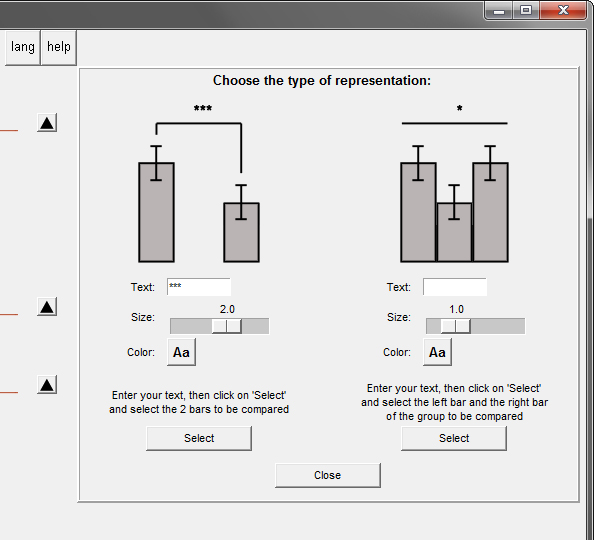 lang help
Choose the type of representation:
***
*
Text: ***
Text:
2.0
1.0
Size:
Size:
Color: Aa
Color: Aa
Enter your text, then click on 'Select'
and select the 2 bars to be compared
Enter your text, then click on 'Select'
and select the left bar and the right bar
of the group to be compared
Select
Select
Close